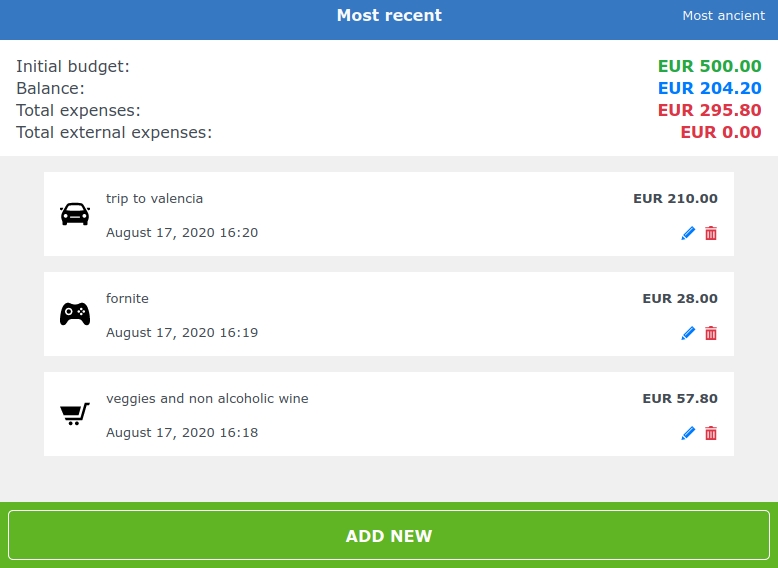 Most recent Most ancient
Initial budget: EUR 500.00
Balance: EUR 204.20
Total expenses: EUR 295.80
Total external expenses: EUR 0.00
trip to valencia EUR 210.00
August 17, 2020 16:20
fornite EUR 28.00
August 17, 2020 16:19
veggies and non alcoholic wine EUR 57.80
August 17, 2020 16:18
ADD NEW